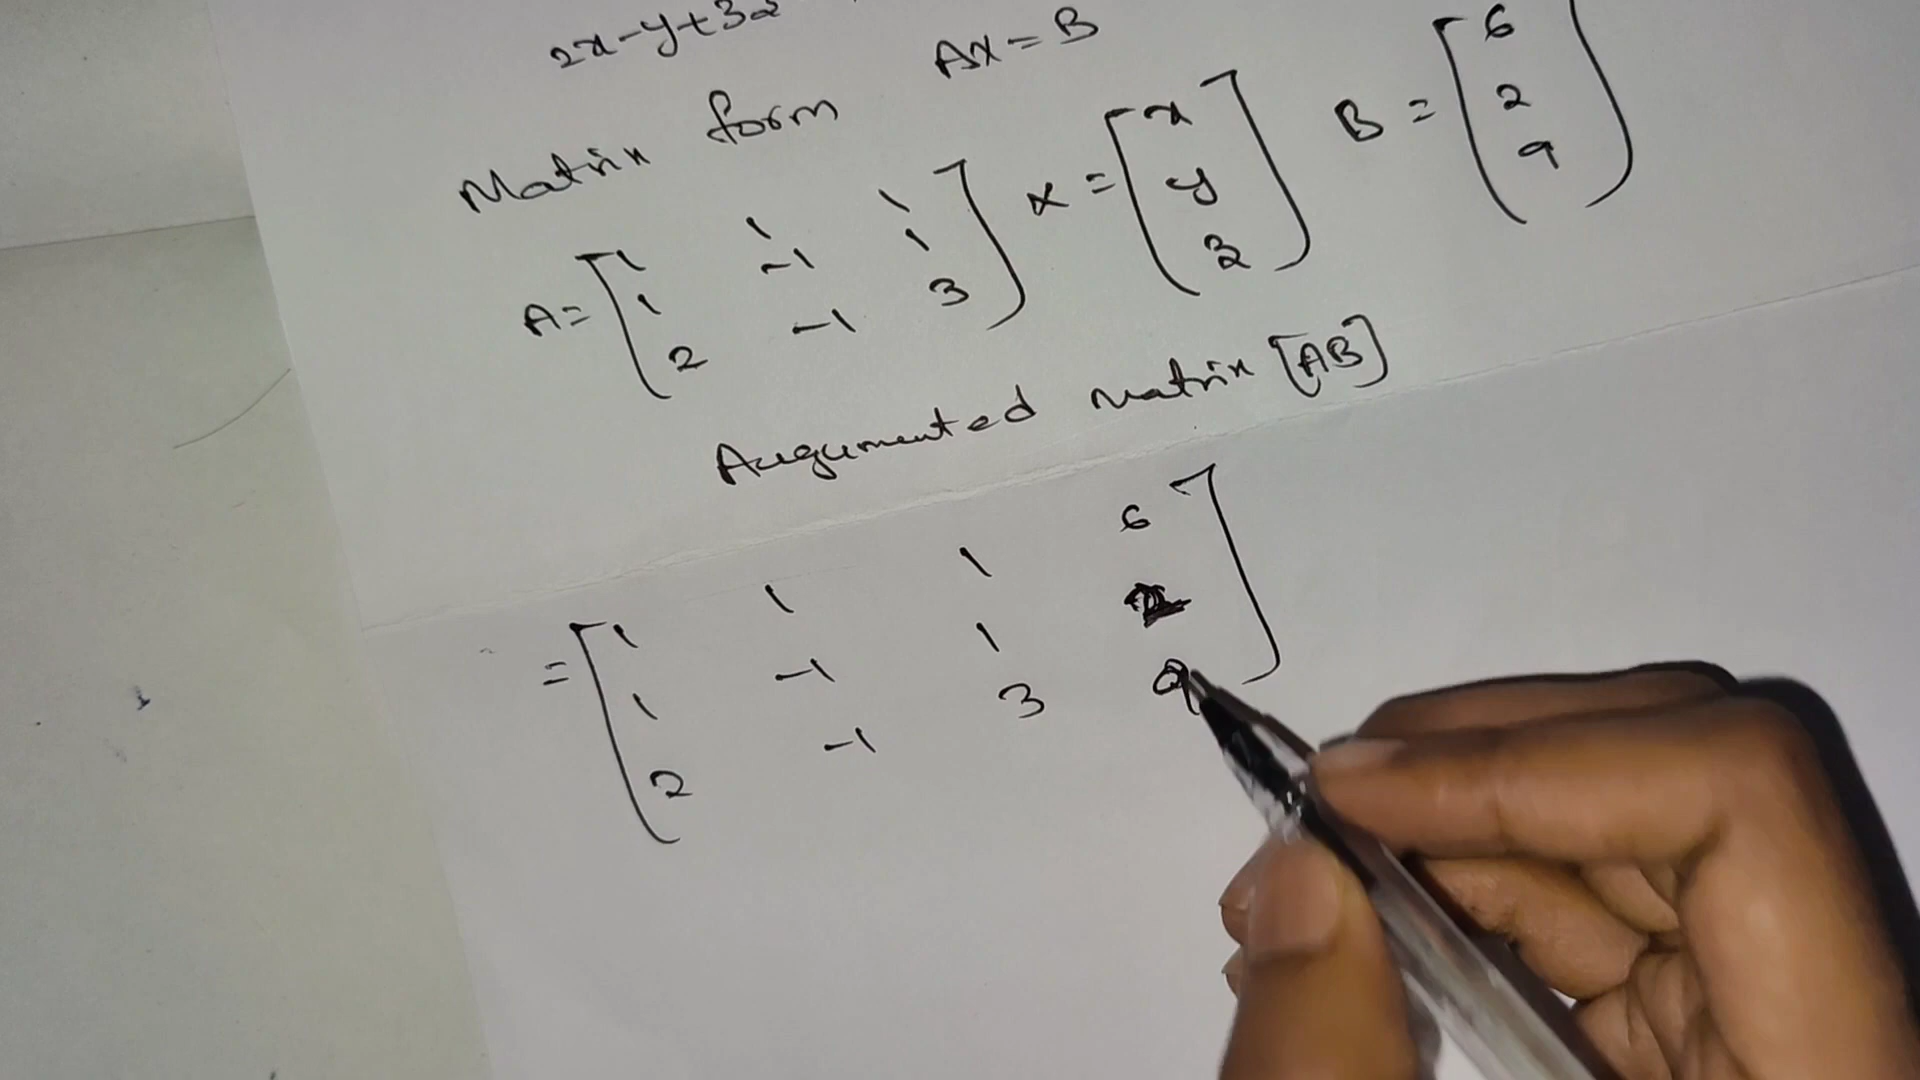 2x-y+3z
Matrix form AX=B
A= [ 1 1 1 X = [ x B = [ 6
1 -1 1 y 2
2 -1 3 ] z ] 9 ]
Augumented matrix [AB]
= [ 1 1 1 6
1 -1 1 2
2 -1 3 9 ]